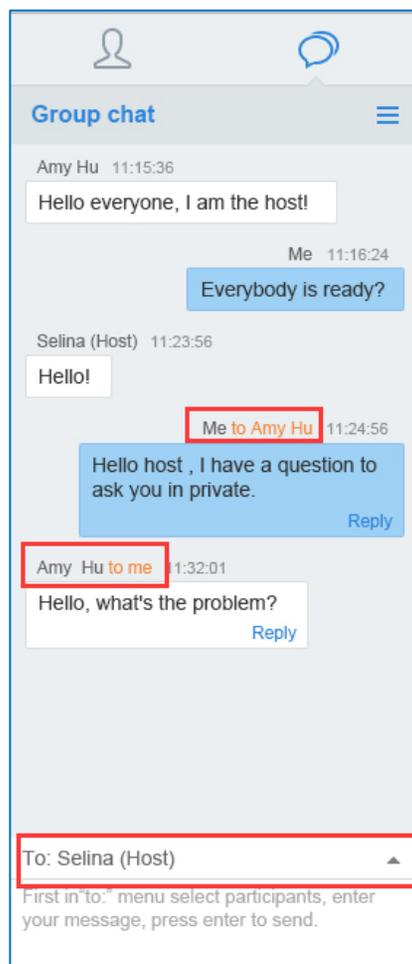 Group chat
Amy Hu 11:15:36
Hello everyone, I am the host!
Me 11:16:24
Everybody is ready?
Selina (Host) 11:23:56
Hello!
Me to Amy Hu 11:24:56
Hello host , I have a question to
ask you in private.
Reply
Amy Hu to me 11:32:01
Hello, what's the problem?
Reply
To: Selina (Host)
First in"to:" menu select participants, enter
your message, press enter to send.